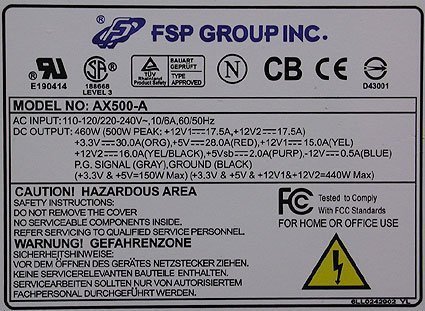 FSP GROUP INC.
E190414
SA
188668
LEVEL 3
TÜV
Rheinland
BAUART
GEPRÜFT
TYPE
APPROVED
N
CB
CE
D
D43001
MODEL NO: AX500-A
AC INPUT:110-120/220-240V~,10/6A,60/50Hz
DC OUTPUT: 460W (500W PEAK: +12V1⎓17.5A,+12V2⎓17.5A)
+3.3V⎓30.0A(ORG),+5V⎓28.0A(RED),+12V1⎓15.0A(YEL)
+12V2⎓16.0A(YEL/BLACK),+5Vsb⎓2.0A(PURP),-12V⎓0.5A(BLUE)
P.G. SIGNAL (GRAY),GROUND (BLACK)
(+3.3V & +5V=150W Max) (+3.3V & +5V & +12V1&+12V2=440W Max)
CAUTION! HAZARDOUS AREA
SAFETY INSTRUCTIONS:
DO NOT REMOVE THE COVER
NO SERVICEABLE COMPONENTS INSIDE.
REFER SERVICING TO QUALIFIED SERVICE PERSONNEL.
WARNUNG! GEFAHRENZONE
SICHERHEITSHINWEISE:
VOR DEM ÖFFNEN DES GERÄTES NETZSTECKER ZIEHEN.
KEINE SERVICERELEVANTEN BAUTEILE ENTHALTEN.
SERVICEARBEITEN SOLLTEN NUR VON AUTORISIERTEM
FACHPERSONAL DURCHGEFÜHRT WERDEN.
FC Tested to Comply
With FCC Standards
FOR HOME OR OFFICE USE
6LL0242002 YL